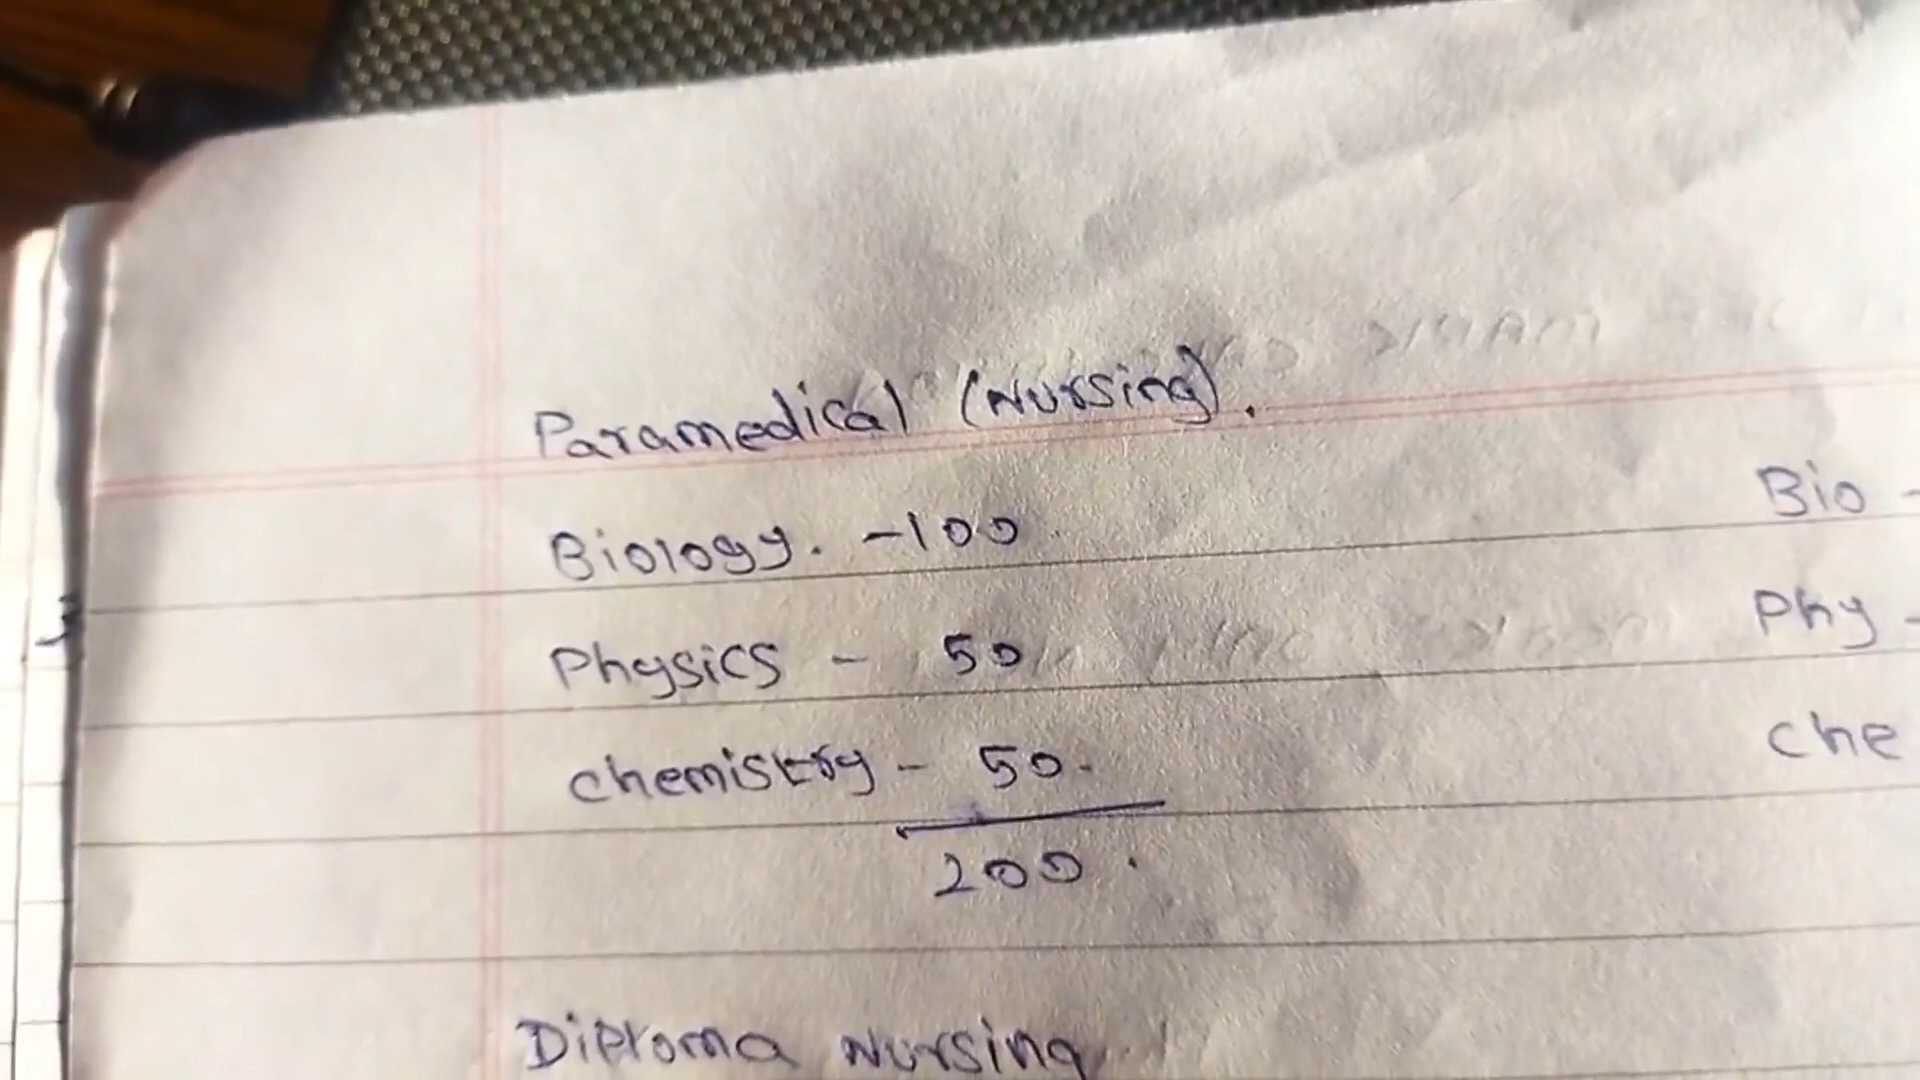 Paramedical (Nursing).
Biology. - 100
Physics - 50
chemistry - 50.
200.
Bio -
Phy -
Che
Diploma Nursing